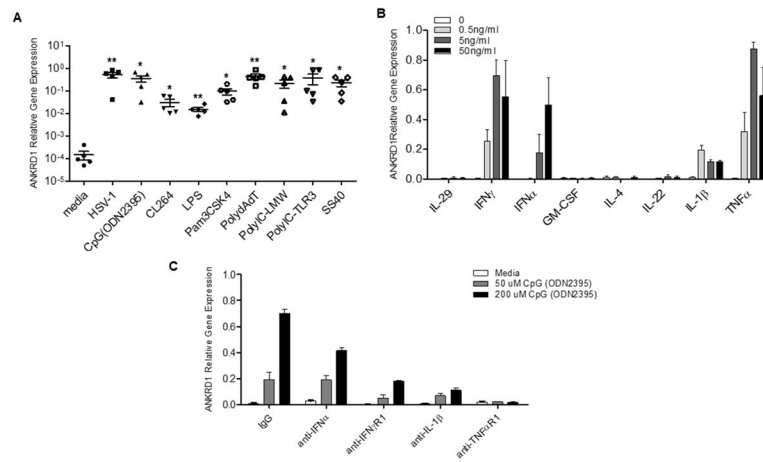 A
ANKRD1 Relative Gene Expression
10¹
10⁰
10⁻¹
10⁻²
10⁻³
10⁻⁴
10⁻⁵
** * * ** * ** * * *
media
HSV-1
CpG(ODN2395)
CL264
LPS
Pam3CSK4
PolydAdT
PolyIC-LMW
PolyIC-TLR3
SS40
B
0
0.5ng/ml
5ng/ml
50ng/ml
ANKRD1Relative Gene Expression
1.0
0.8
0.6
0.4
0.2
0.0
IL-29
IFNγ
IFNα
GM-CSF
IL-4
IL-22
IL-1β
TNFα
C
Media
50 uM CpG (ODN2395)
200 uM CpG (ODN2395)
ANKRD1 Relative Gene Expression
1.0
0.8
0.6
0.4
0.2
0.0
IgG
anti-IFNα
anti-IFNγR1
anti-IL-1β
anti-TNFαR1